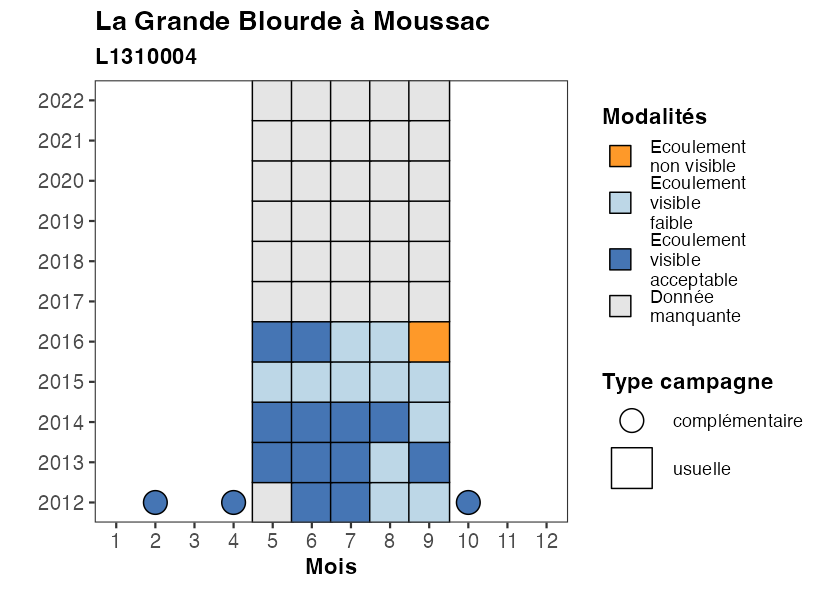 La Grande Blourde à Moussac
L1310004
2022
2021
2020
2019
2018
2017
2016
2015
2014
2013
2012
1 2 3 4 5 6 7 8 9 10 11 12
Mois
Modalités
Ecoulement
non visible
Ecoulement
visible
faible
Ecoulement
visible
acceptable
Donnée
manquante
Type campagne
complémentaire
usuelle